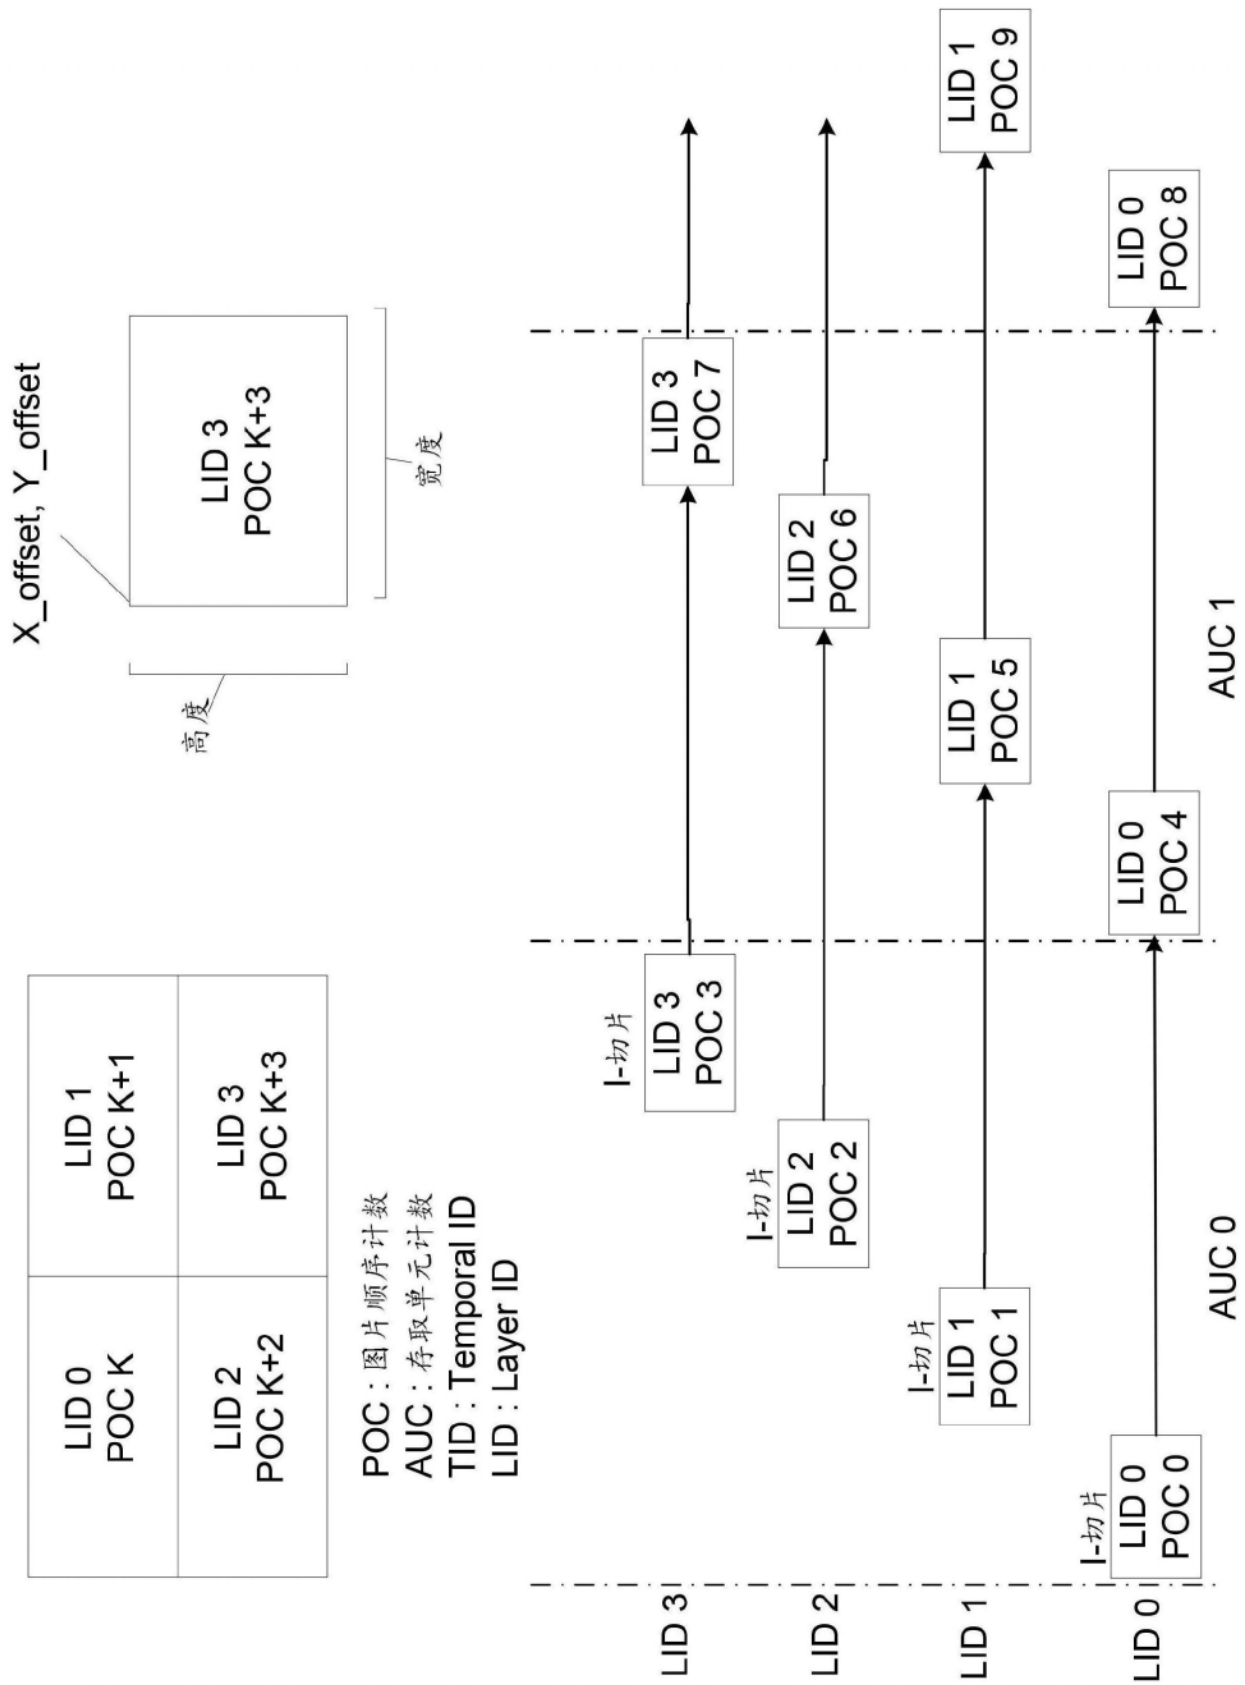 LID 0
POC K
LID 1
POC K+1
LID 2
POC K+2
LID 3
POC K+3
X_offset, Y_offset
高度
LID 3
POC K+3
宽度
POC : 图片顺序计数
AUC : 存取单元计数
TID : Temporal ID
LID : Layer ID
LID 3
I-切片
LID 3
POC 3
LID 3
POC 7
LID 2
I-切片
LID 2
POC 2
LID 2
POC 6
LID 1
I-切片
LID 1
POC 1
LID 1
POC 5
LID 1
POC 9
LID 0
I-切片
LID 0
POC 0
LID 0
POC 4
LID 0
POC 8
AUC 0
AUC 1